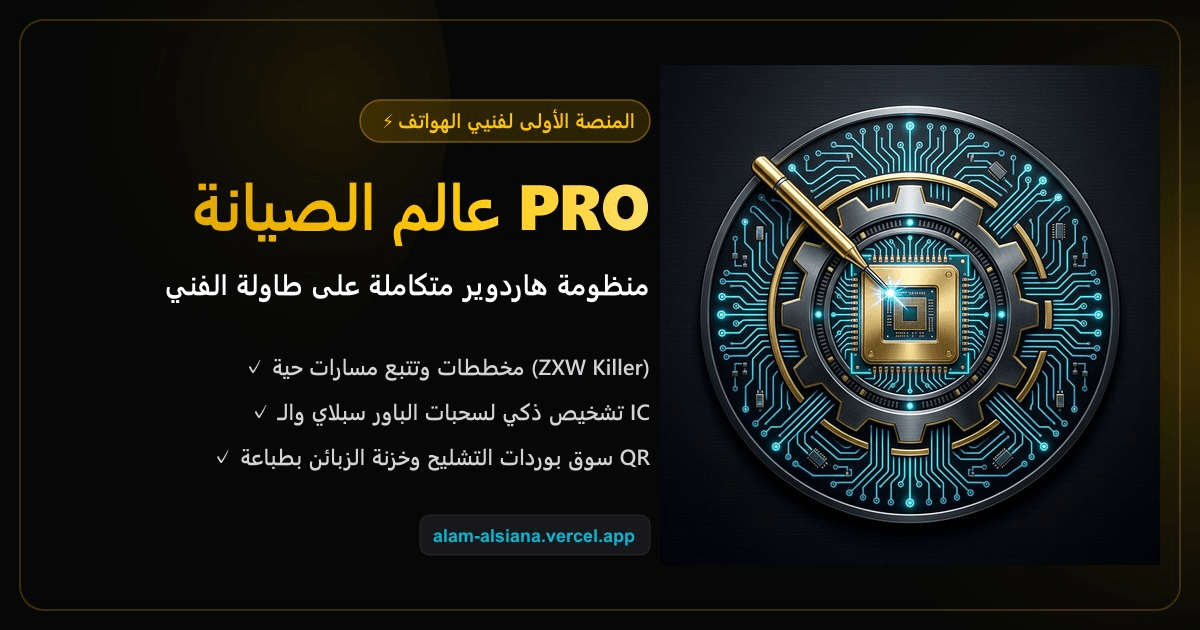 المنصة الأولى لفنيي الهواتف ⚡
PRO عالم الصيانة
منظومة هاردوير متكاملة على طاولة الفني
(ZXW Killer) مخططات وتتبع مسارات حية ✓
IC تشخيص ذكي لسحبات الباور سبلاي والـ ✓
QR سوق بوردات التشليح وخزنة الزبائن بطباعة ✓
alam-alsiana.vercel.app